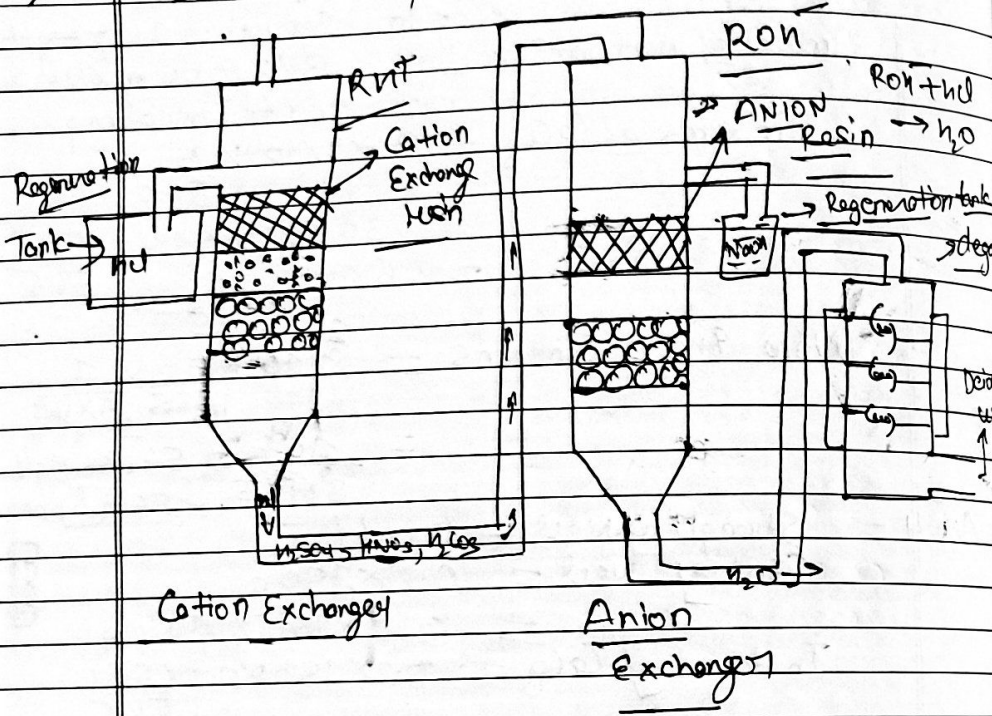 RH+
Cation
Exchange
resin
Regeneration
Tank
Hcl
H2SO4, HNO3, H2CO3
Cation Exchanger
ROH
ROH + Hcl
→ H2O
ANION
Resin
Regeneration tank
NaOH
H2O
Anion
Exchanger